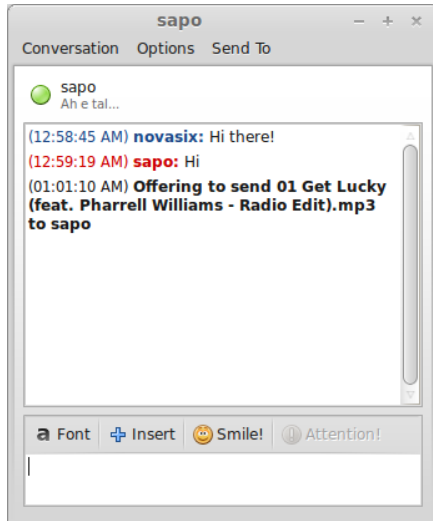 sapo
Conversation Options Send To
sapo
Ah e tal...
(12:58:45 AM) novasix: Hi there!
(12:59:19 AM) sapo: Hi
(01:01:10 AM) Offering to send 01 Get Lucky
(feat. Pharrell Williams - Radio Edit).mp3
to sapo
a Font Insert Smile! Attention!